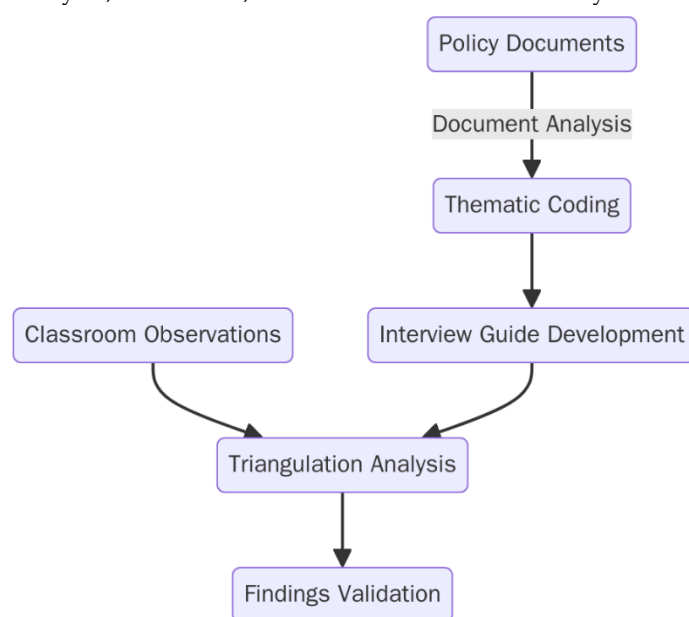 Policy Documents
Document Analysis
Thematic Coding
Classroom Observations
Interview Guide Development
Triangulation Analysis
Findings Validation